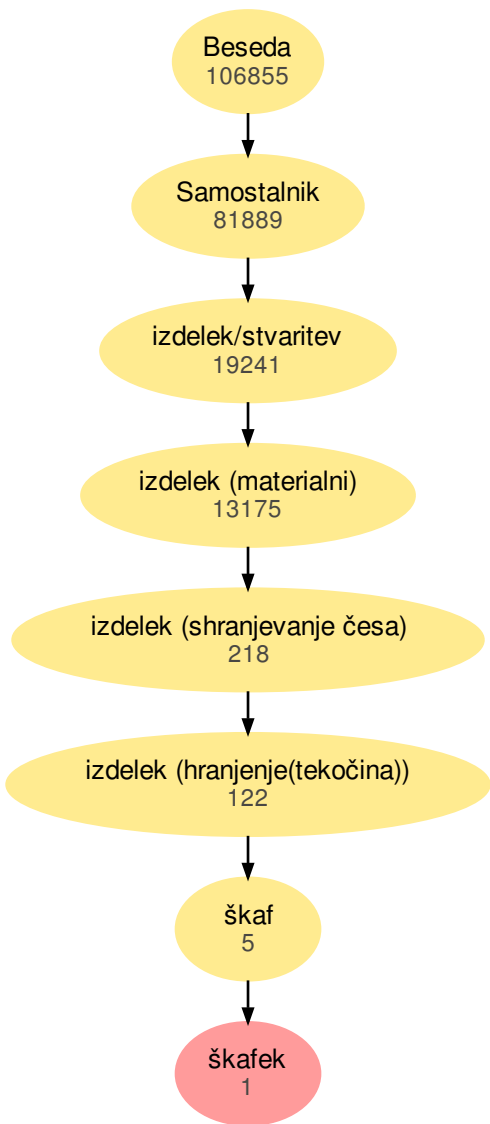 Beseda
106855
Samostalnik
81889
izdelek/stvaritev
19241
izdelek (materialni)
13175
izdelek (shranjevanje česa)
218
izdelek (hranjenje(tekočina))
122
škaf
5
škafek
1